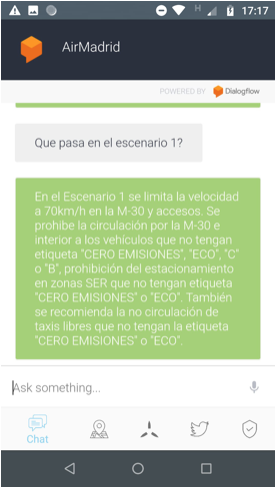 H 17:17
AirMadrid
POWERED BY Dialogflow
Que pasa en el escenario 1?
En el Escenario 1 se limita la velocidad
a 70km/h en la M-30 y accesos. Se
prohibe la circulación por la M-30 e
interior a los vehículos que no tengan
etiqueta "CERO EMISIONES", "ECO", "C"
o "B", prohibición del estacionamiento
en zonas SER que no tengan etiqueta
"CERO EMISIONES" o "ECO". También
se recomienda la no circulación de
taxis libres que no tengan la etiqueta
"CERO EMISIONES" o "ECO".
Ask something...
Chat